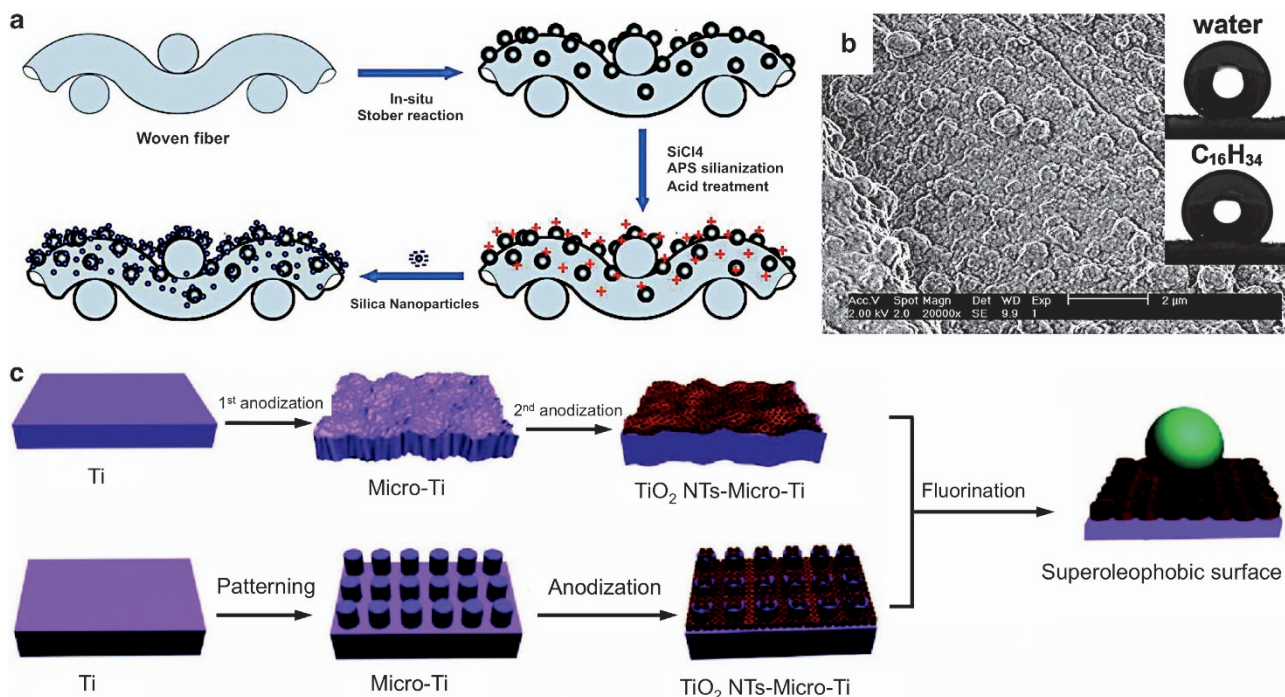 a
Woven fiber
In-situ
Stober reaction
SiCl4
APS silianization
Acid treatment
Silica Nanoparticles
b
water
C₁₆H₃₄
Acc.V Spot Magn Det WD Exp
2.00 kV 2.0 20000x SE 9.9 1
2 µm
c
Ti
1st anodization
Micro-Ti
2nd anodization
TiO₂ NTs-Micro-Ti
Ti
Patterning
Micro-Ti
Anodization
TiO₂ NTs-Micro-Ti
Fluorination
Superoleophobic surface